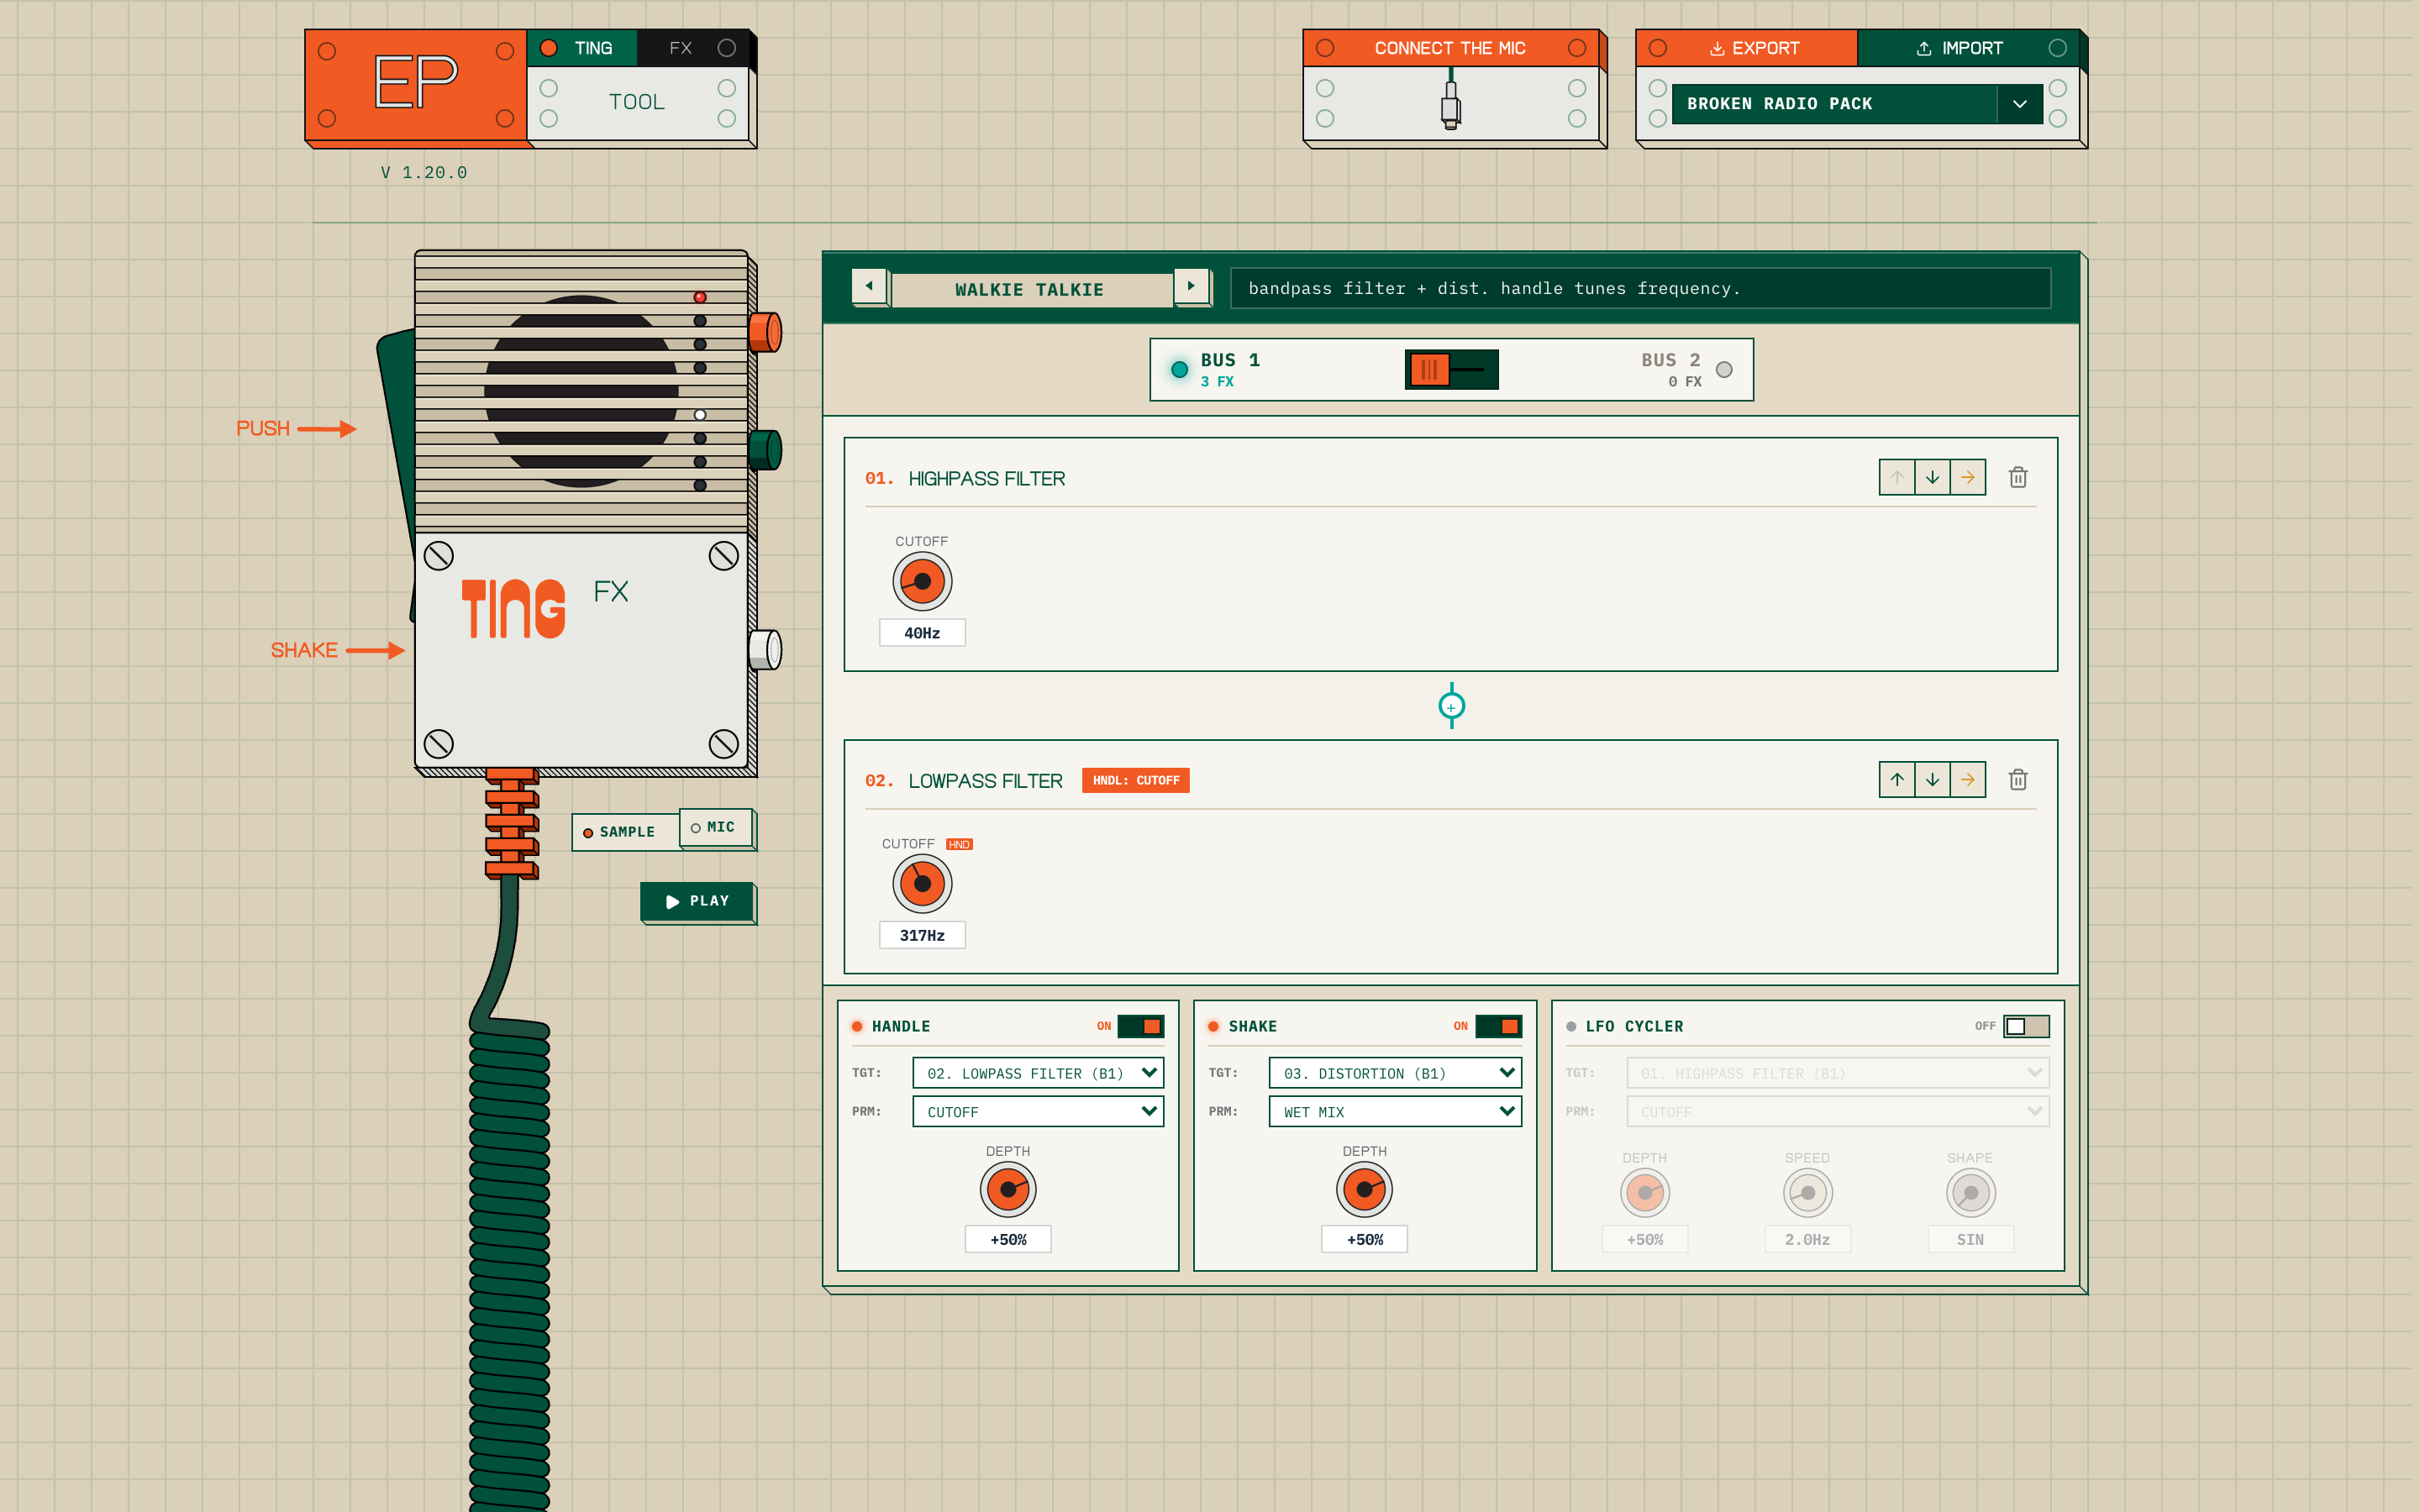 EP
TING
FX
TOOL
V 1.20.0
CONNECT THE MIC
EXPORT
IMPORT
BROKEN RADIO PACK
PUSH
SHAKE
TING FX
SAMPLE
MIC
PLAY
WALKIE TALKIE
bandpass filter + dist. handle tunes frequency.
BUS 1
3 FX
BUS 2
0 FX
01. HIGHPASS FILTER
CUTOFF
40Hz
02. LOWPASS FILTER HNDL: CUTOFF
CUTOFF HND
317Hz
HANDLE ON
TGT: 02. LOWPASS FILTER (B1)
PRM: CUTOFF
DEPTH
+50%
SHAKE ON
TGT: 03. DISTORTION (B1)
PRM: WET MIX
DEPTH
+50%
LFO CYCLER OFF
TGT: 01. HIGHPASS FILTER (B1)
PRM: CUTOFF
DEPTH SPEED SHAPE
+50% 2.0Hz SIN